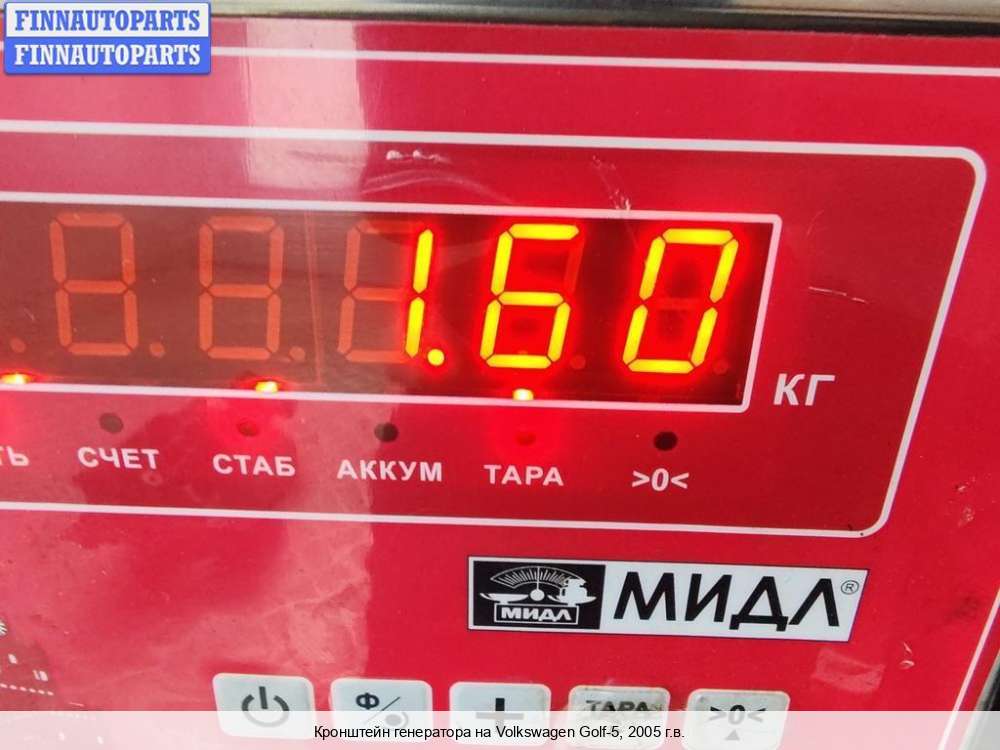 FINNAUTOPARTS
FINNAUTOPARTS
1.60
КГ
ТЬ СЧЕТ СТАБ АККУМ ТАРА >0<
МИДЛ МИДЛ®
Ф/
+ ТАРА >0<
Кронштейн генератора на Volkswagen Golf-5, 2005 г.в.